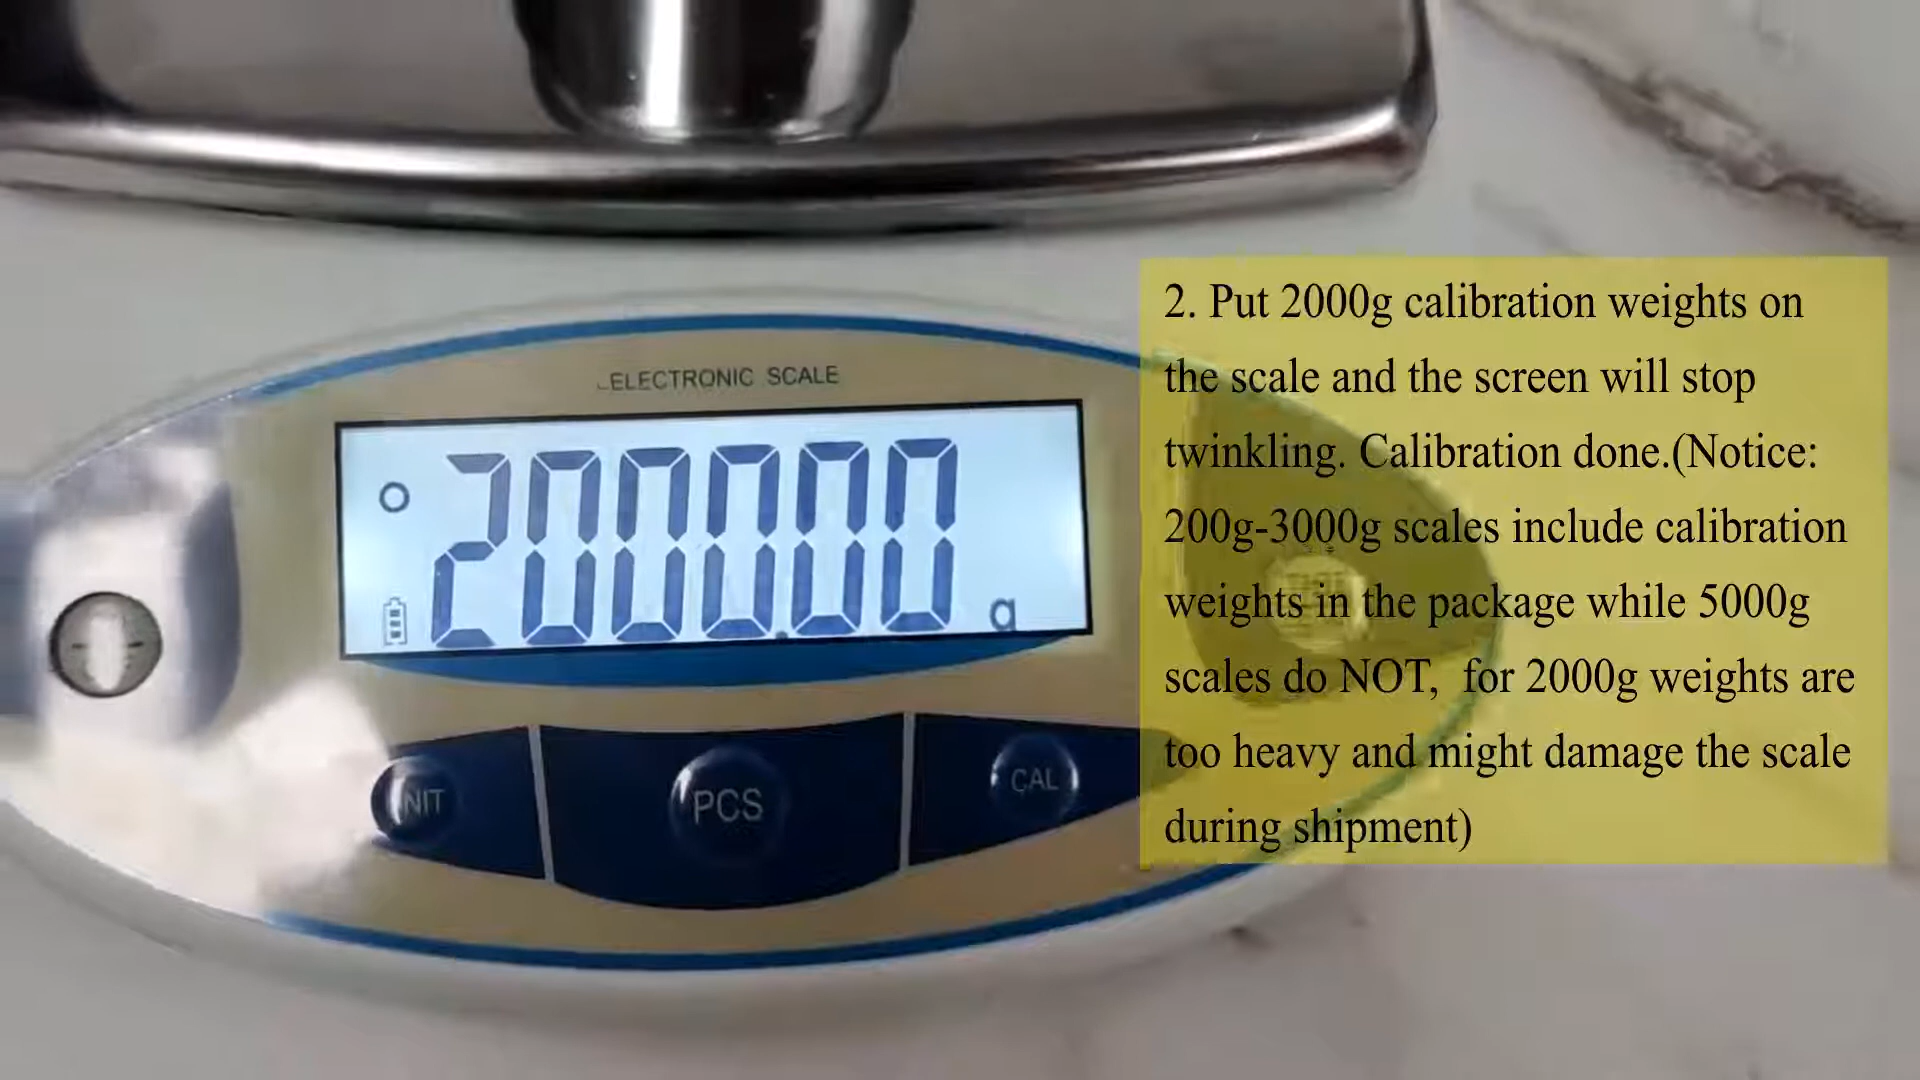 ELECTRONIC SCALE
2000.00 g
NIT
PCS
CAL
2. Put 2000g calibration weights on
the scale and the screen will stop
twinkling. Calibration done.(Notice:
200g-3000g scales include calibration
weights in the package while 5000g
scales do NOT, for 2000g weights are
too heavy and might damage the scale
during shipment)